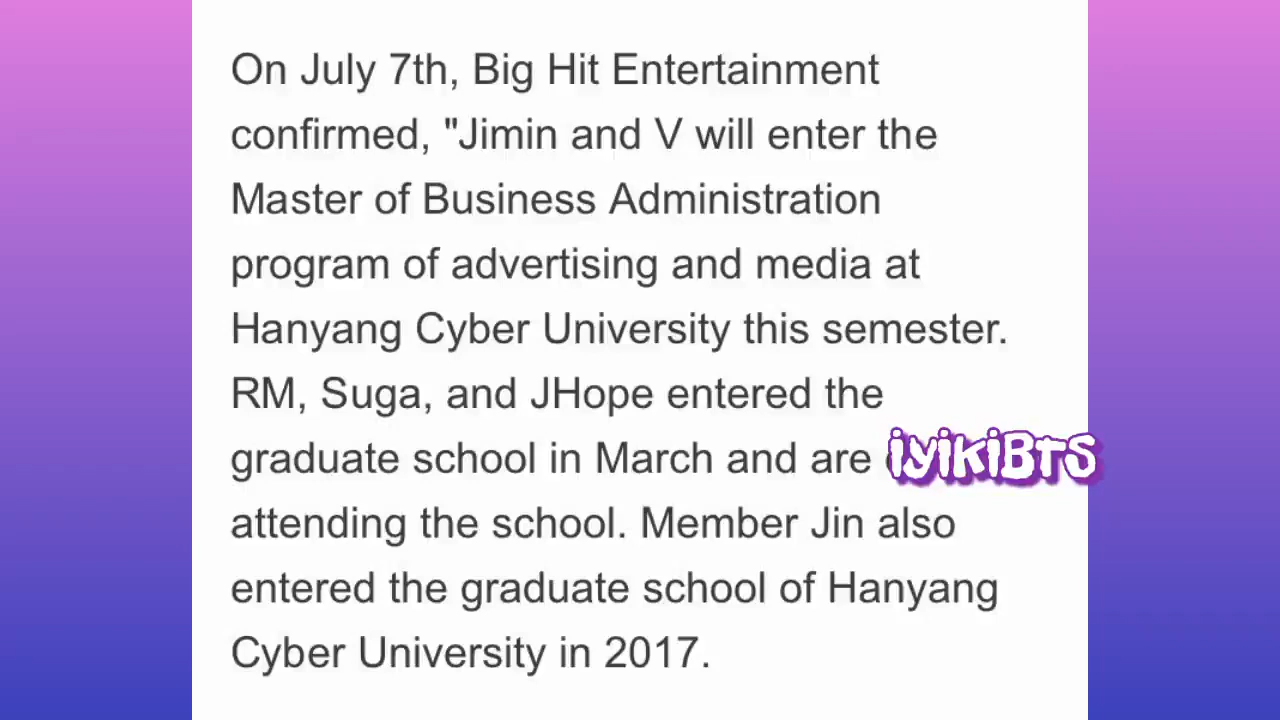 On July 7th, Big Hit Entertainment
confirmed, "Jimin and V will enter the
Master of Business Administration
program of advertising and media at
Hanyang Cyber University this semester.
RM, Suga, and JHope entered the
graduate school in March and are iyikiBTS
attending the school. Member Jin also
entered the graduate school of Hanyang
Cyber University in 2017.